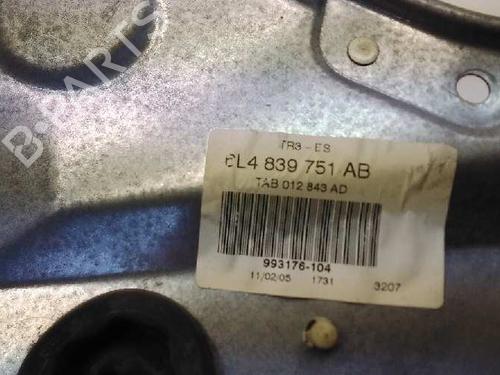 B-PARTS
TR3-ES
6L4 839 751 AB
TAB 012 843 AD
993176-104
11/02/05 1731 3207